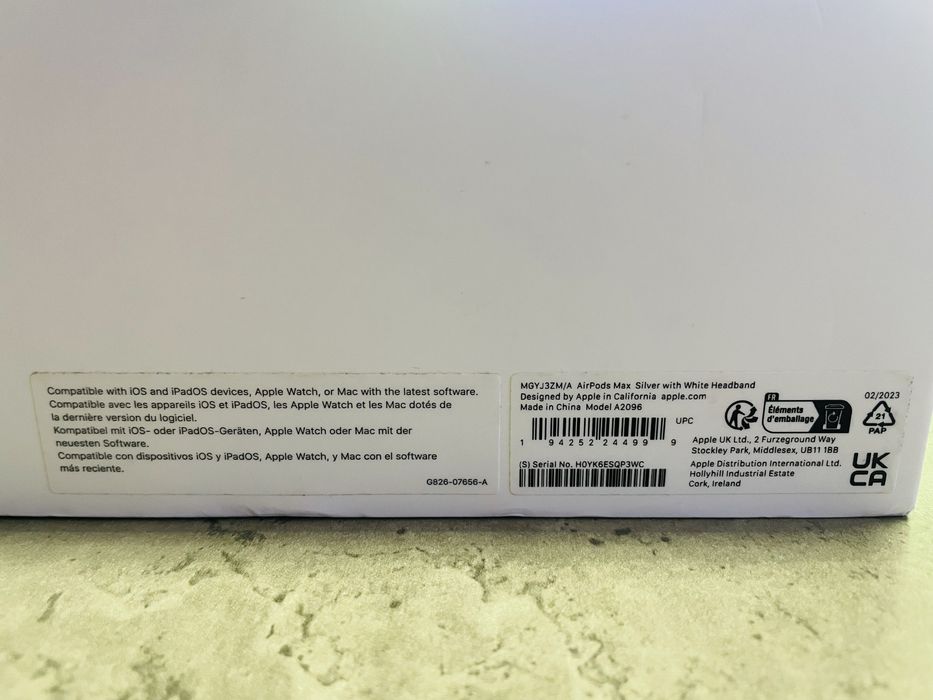 Compatible with iOS and iPadOS devices, Apple Watch, or Mac with the latest software.
Compatible avec les appareils iOS et iPadOS, les Apple Watch et les Mac dotés de
la dernière version du logiciel.
Kompatibel mit iOS- oder iPadOS-Geräten, Apple Watch oder Mac mit der
neuesten Software.
Compatible con dispositivos iOS y iPadOS, Apple Watch, y Mac con el software
más reciente.
G826-07656-A
MGYJ3ZM/A AirPods Max Silver with White Headband
Designed by Apple in California apple.com
Made in China Model A2096
1 94252 24499 9
UPC
(S) Serial No. H0YK6ESQP3WC
FR
Éléments
d'emballage
02/2023
21
PAP
Apple UK Ltd., 2 Furzeground Way
Stockley Park, Middlesex, UB11 1BB
Apple Distribution International Ltd.
Hollyhill Industrial Estate
Cork, Ireland
UK
CA